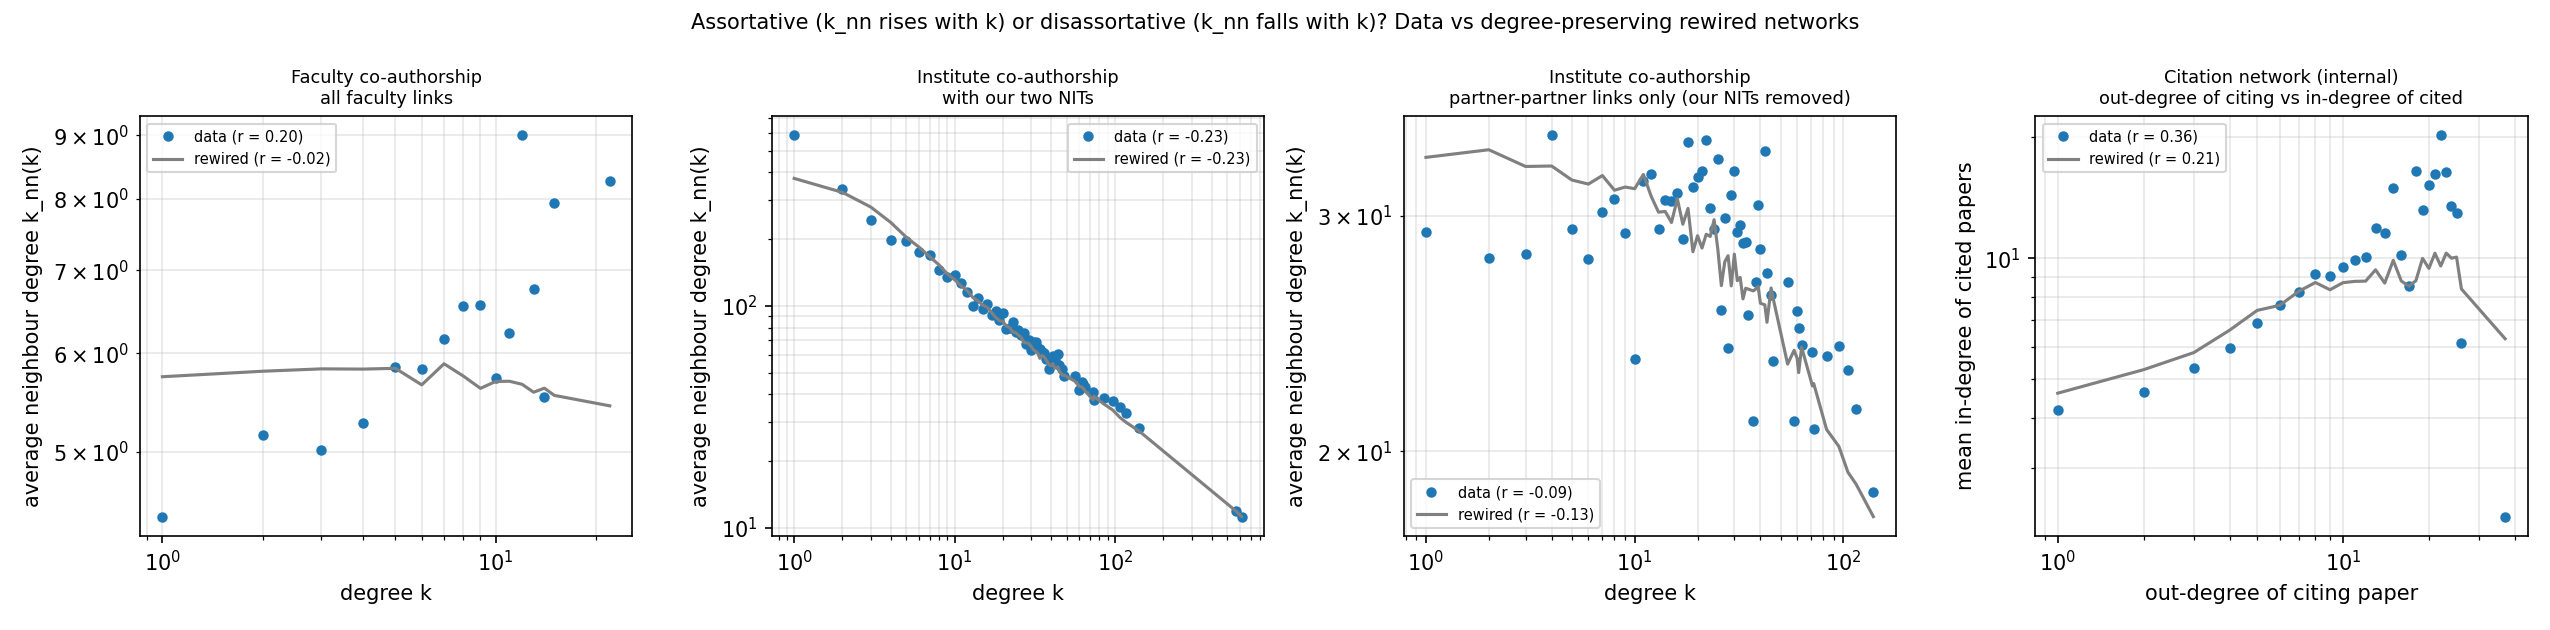 Assortative (k_nn rises with k) or disassortative (k_nn falls with k)? Data vs degree-preserving rewired networks
Faculty co-authorship
all faculty links
data (r = 0.20)
rewired (r = -0.02)
average neighbour degree k_nn(k)
9 × 10⁰
8 × 10⁰
7 × 10⁰
6 × 10⁰
5 × 10⁰
10⁰
10¹
degree k
Institute co-authorship
with our two NITs
data (r = -0.23)
rewired (r = -0.23)
average neighbour degree k_nn(k)
10²
10¹
10⁰
10¹
10²
degree k
Institute co-authorship
partner-partner links only (our NITs removed)
average neighbour degree k_nn(k)
3 × 10¹
2 × 10¹
data (r = -0.09)
rewired (r = -0.13)
10⁰
10¹
10²
degree k
Citation network (internal)
out-degree of citing vs in-degree of cited
data (r = 0.36)
rewired (r = 0.21)
mean in-degree of cited papers
10¹
10⁰
10¹
out-degree of citing paper